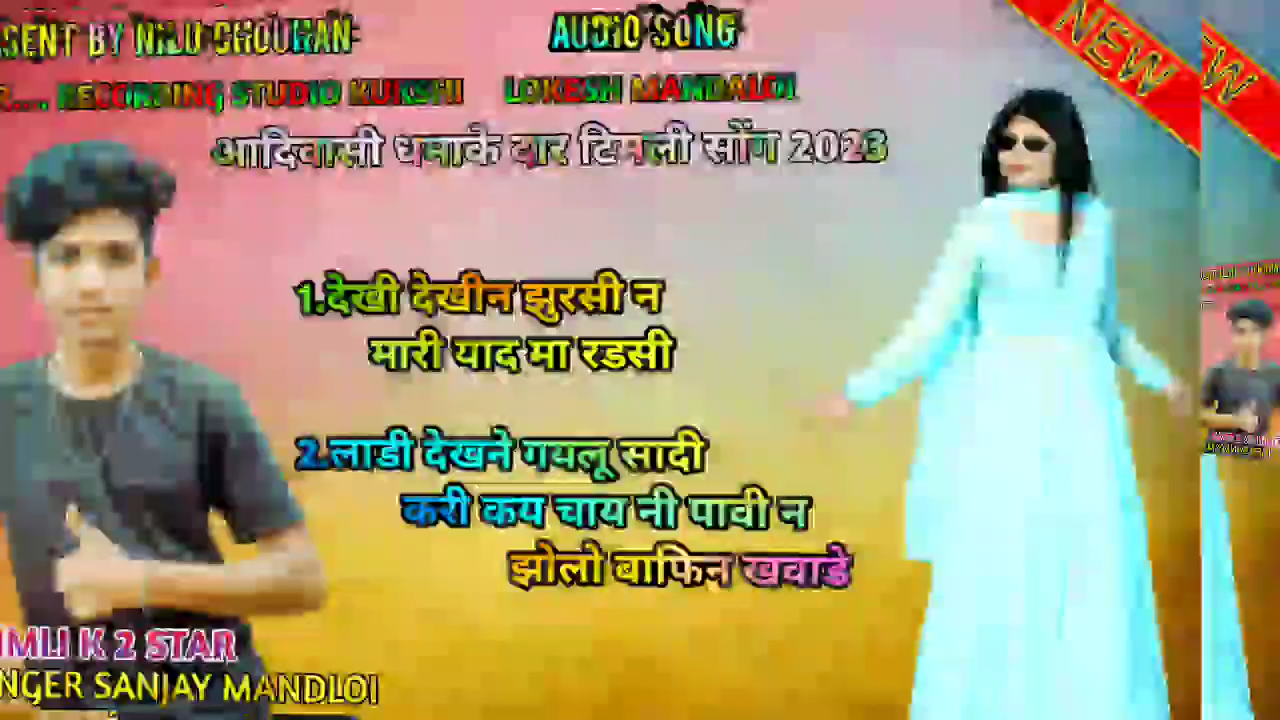 SENT BY NILU CHOUHAN
AUDIO SONG
RECORDING STUDIO KUKSHI
LOKESH MANDALOI
आदिवासी धमाके दार टिमली सोंग 2023
NEW
1.देखी देखीन झुरसी न
मारी याद मा रडसी
2.लाडी देखने गयलू सादी
करी कय चाय नी पावी न
झोलो बाफिन खवाडे
IMLI K 2 STAR
NGER SANJAY MANDLOI